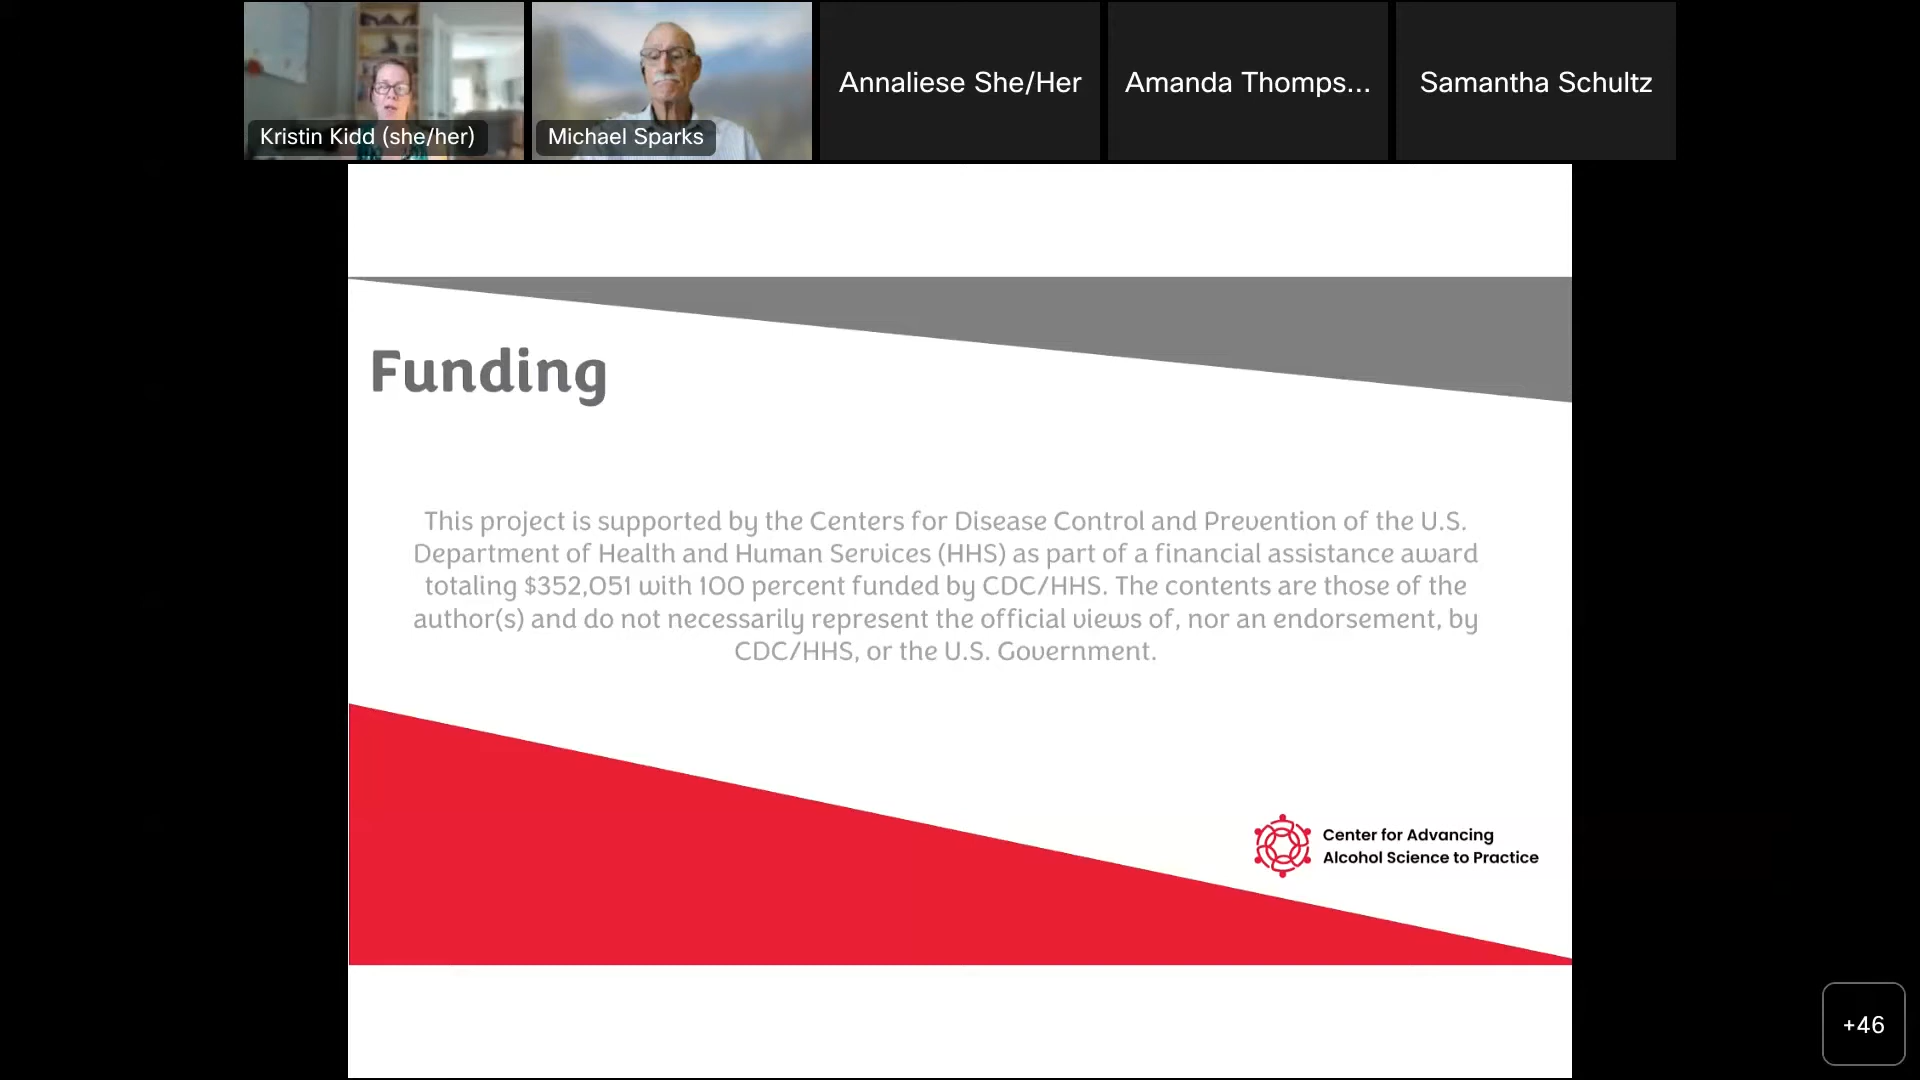 Kristin Kidd (she/her)
Michael Sparks
Annaliese She/Her
Amanda Thomps...
Samantha Schultz
Funding
This project is supported by the Centers for Disease Control and Prevention of the U.S.
Department of Health and Human Services (HHS) as part of a financial assistance award
totaling $352,051 with 100 percent funded by CDC/HHS. The contents are those of the
author(s) and do not necessarily represent the official views of, nor an endorsement, by
CDC/HHS, or the U.S. Government.
Center for Advancing
Alcohol Science to Practice
+46